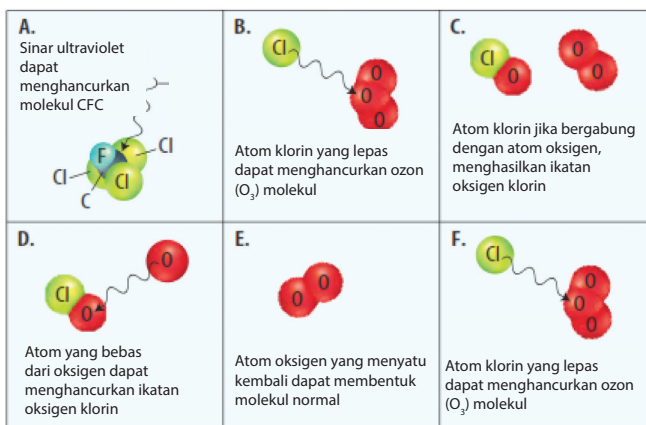 A.
Sinar ultraviolet
dapat
menghancurkan
molekul CFC
F
Cl
Cl
Cl
C
B.
Cl
O
O
O
Atom klorin yang lepas
dapat menghancurkan ozon
(O₃) molekul
C.
Cl
O
O
O
Atom klorin jika bergabung
dengan atom oksigen,
menghasilkan ikatan
oksigen klorin
D.
Cl
O
O
Atom yang bebas
dari oksigen dapat
menghancurkan ikatan
oksigen klorin
E.
O
O
Atom oksigen yang menyatu
kembali dapat membentuk
molekul normal
F.
Cl
O
O
O
Atom klorin yang lepas
dapat menghancurkan ozon
(O₃) molekul